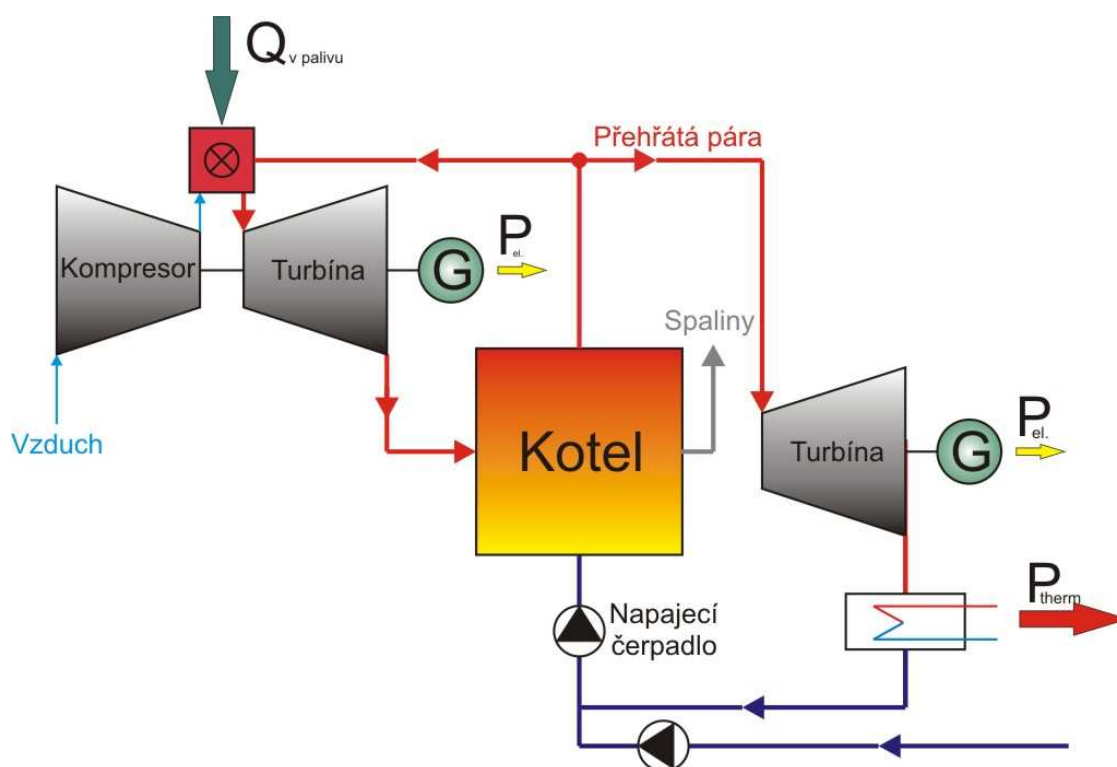 Q v palivu
Přehřátá pára
Kompresor
Turbína
G
P el.
Spaliny
Vzduch
Kotel
Turbína
G
P el.
Napajecí
čerpadlo
P therm